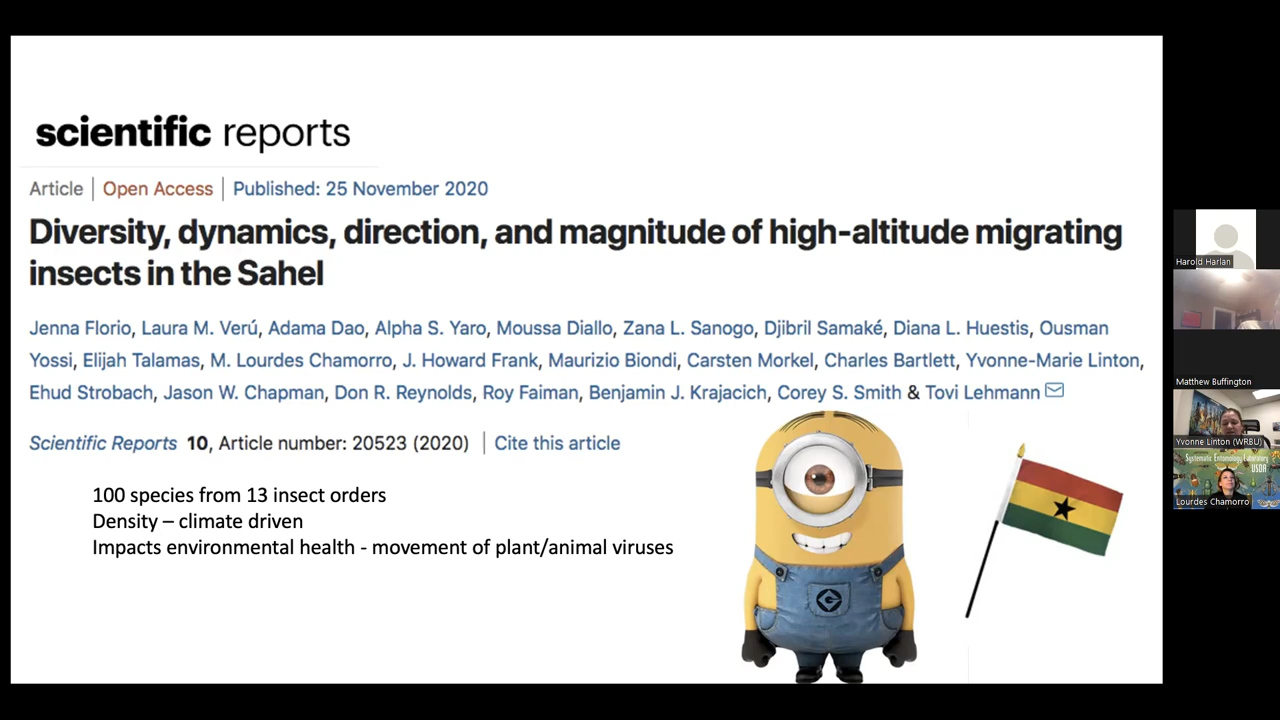 scientific reports
Article | Open Access | Published: 25 November 2020
Diversity, dynamics, direction, and magnitude of high-altitude migrating
insects in the Sahel
Jenna Florio, Laura M. Verú, Adama Dao, Alpha S. Yaro, Moussa Diallo, Zana L. Sanogo, Djibril Samaké, Diana L. Huestis, Ousman
Yossi, Elijah Talamas, M. Lourdes Chamorro, J. Howard Frank, Maurizio Biondi, Carsten Morkel, Charles Bartlett, Yvonne-Marie Linton,
Ehud Strobach, Jason W. Chapman, Don R. Reynolds, Roy Faiman, Benjamin J. Krajacich, Corey S. Smith & Tovi Lehmann
Scientific Reports 10, Article number: 20523 (2020) | Cite this article
100 species from 13 insect orders
Density – climate driven
Impacts environmental health - movement of plant/animal viruses
Harold Harlan
Matthew Buffington
Yvonne Linton (WRBU)
Systematic Entomology Laboratory
USDA
Lourdes Chamorro